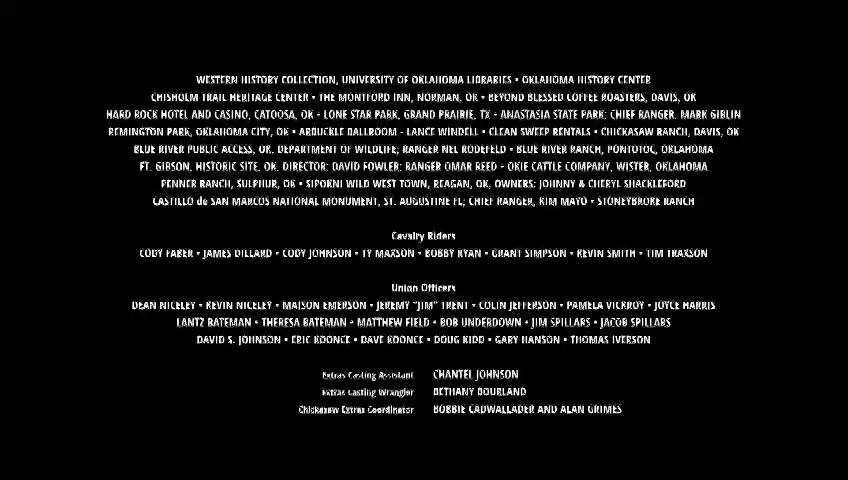 WESTERN HISTORY COLLECTION, UNIVERSITY OF OKLAHOMA LIBRARIES • OKLAHOMA HISTORY CENTER
CHISHOLM TRAIL HERITAGE CENTER • THE MONTFORD INN, NORMAN, OK • BEYOND BLESSED COFFEE ROASTERS, DAVIS, OK
HARD ROCK HOTEL AND CASINO, CATOOSA, OK - LONE STAR PARK, GRAND PRAIRIE, TX - ANASTASIA STATE PARK; CHIEF RANGER, MARK GIBLIN
REMINGTON PARK, OKLAHOMA CITY, OK • ARBUCKLE BALLROOM - LANCE WINDELL • CLEAN SWEEP RENTALS • CHICKASAW RANCH, DAVIS, OK
BLUE RIVER PUBLIC ACCESS, OK. DEPARTMENT OF WILDLIFE; RANGER NEL RODEFELD • BLUE RIVER RANCH, PONTOTOC, OKLAHOMA
FT. GIBSON, HISTORIC SITE, OK. DIRECTOR; DAVID FOWLER; RANGER OMAR REED - OKIE CATTLE COMPANY, WISTER, OKLAHOMA
PENNER RANCH, SULPHUR, OK • SIPOKNI WILD WEST TOWN, REAGAN, OK, OWNERS; JOHNNY & CHERYL SHACKLEFORD
CASTILLO de SAN MARCOS NATIONAL MONUMENT, ST. AUGUSTINE FL; CHIEF RANGER, KIM MAYO • STONEYBROKE RANCH
Cavalry Riders
CODY FABER • JAMES DILLARD • CODY JOHNSON • TY MAXSON • BOBBY RYAN • GRANT SIMPSON • KEVIN SMITH • TIM TRAXSON
Union Officers
DEAN NICELEY • KEVIN NICELEY • MAISON EMERSON • JEREMY "JIM" TRENT • COLIN JEFFERSON • PAMELA VICKROY • JOYCE HARRIS
LANTZ BATEMAN • THERESA BATEMAN • MATTHEW FIELD • BOB UNDERDOWN • JIM SPILLARS • JACOB SPILLARS
DAVID S. JOHNSON • ERIC KOONCE • DAVE KOONCE • DOUG KIDD • GARY HANSON • THOMAS IVERSON
Extras Casting Assistant CHANTEL JOHNSON
Extras Casting Wrangler BETHANY BOURLAND
Chickasaw Extras Coordinator BOBBIE CADWALLADER AND ALAN GRIMES